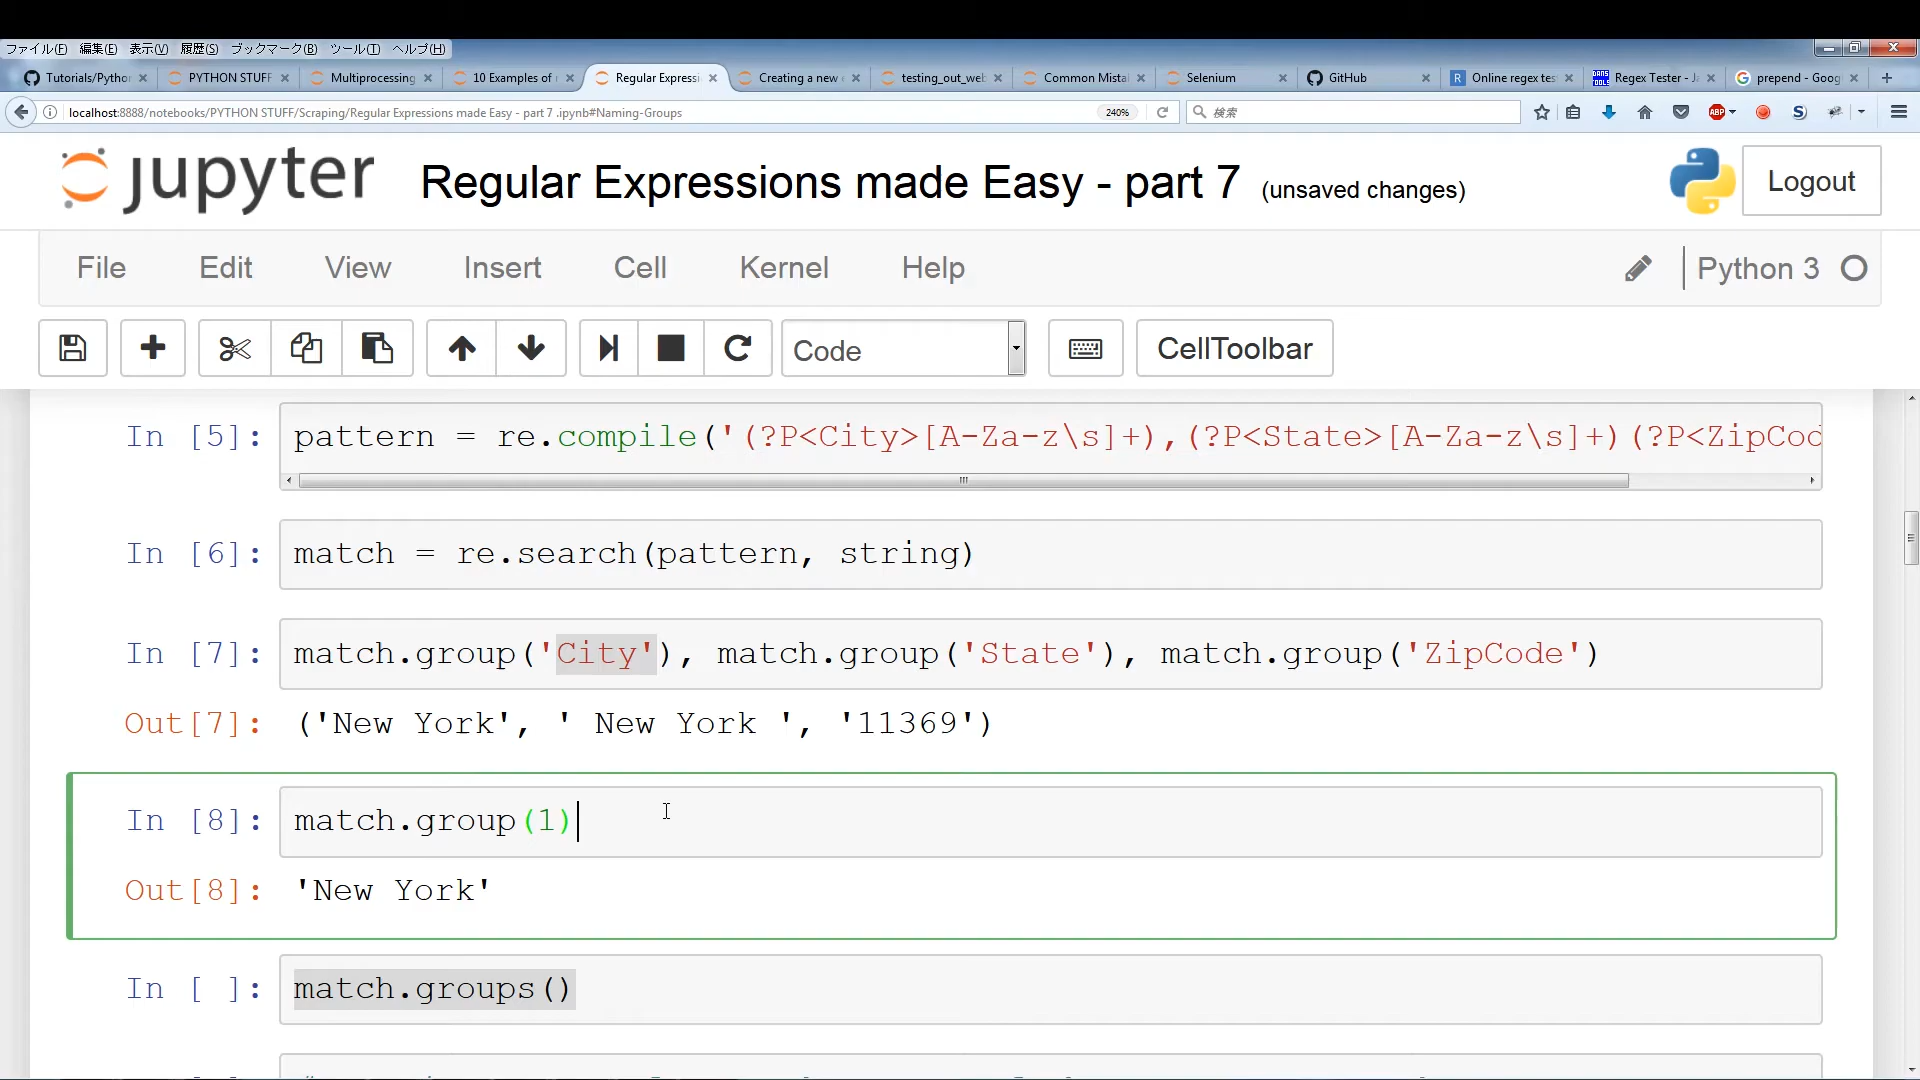 ファイル(F) 編集(E) 表示(V) 履歴(S) ブックマーク(B) ツール(T) ヘルプ(H)
Tutorials/Python PYTHON STUFF Multiprocessing 10 Examples of Regular Expressi Creating a new testing_out_web Common Mistal Selenium GitHub Online regex tes Regex Tester - prepend - Goog
localhost:8888/notebooks/PYTHON STUFF/Scraping/Regular Expressions made Easy - part 7 .ipynb#Naming-Groups 240% 検索
jupyter Regular Expressions made Easy - part 7 (unsaved changes) Logout
File Edit View Insert Cell Kernel Help Python 3
Code CellToolbar
In [5]: pattern = re.compile('(?P<City>[A-Za-z\s]+),(?P<State>[A-Za-z\s]+)(?P<ZipCod
In [6]: match = re.search(pattern, string)
In [7]: match.group('City'), match.group('State'), match.group('ZipCode')
Out[7]: ('New York', ' New York ', '11369')
In [8]: match.group(1)
Out[8]: 'New York'
In [ ]: match.groups()